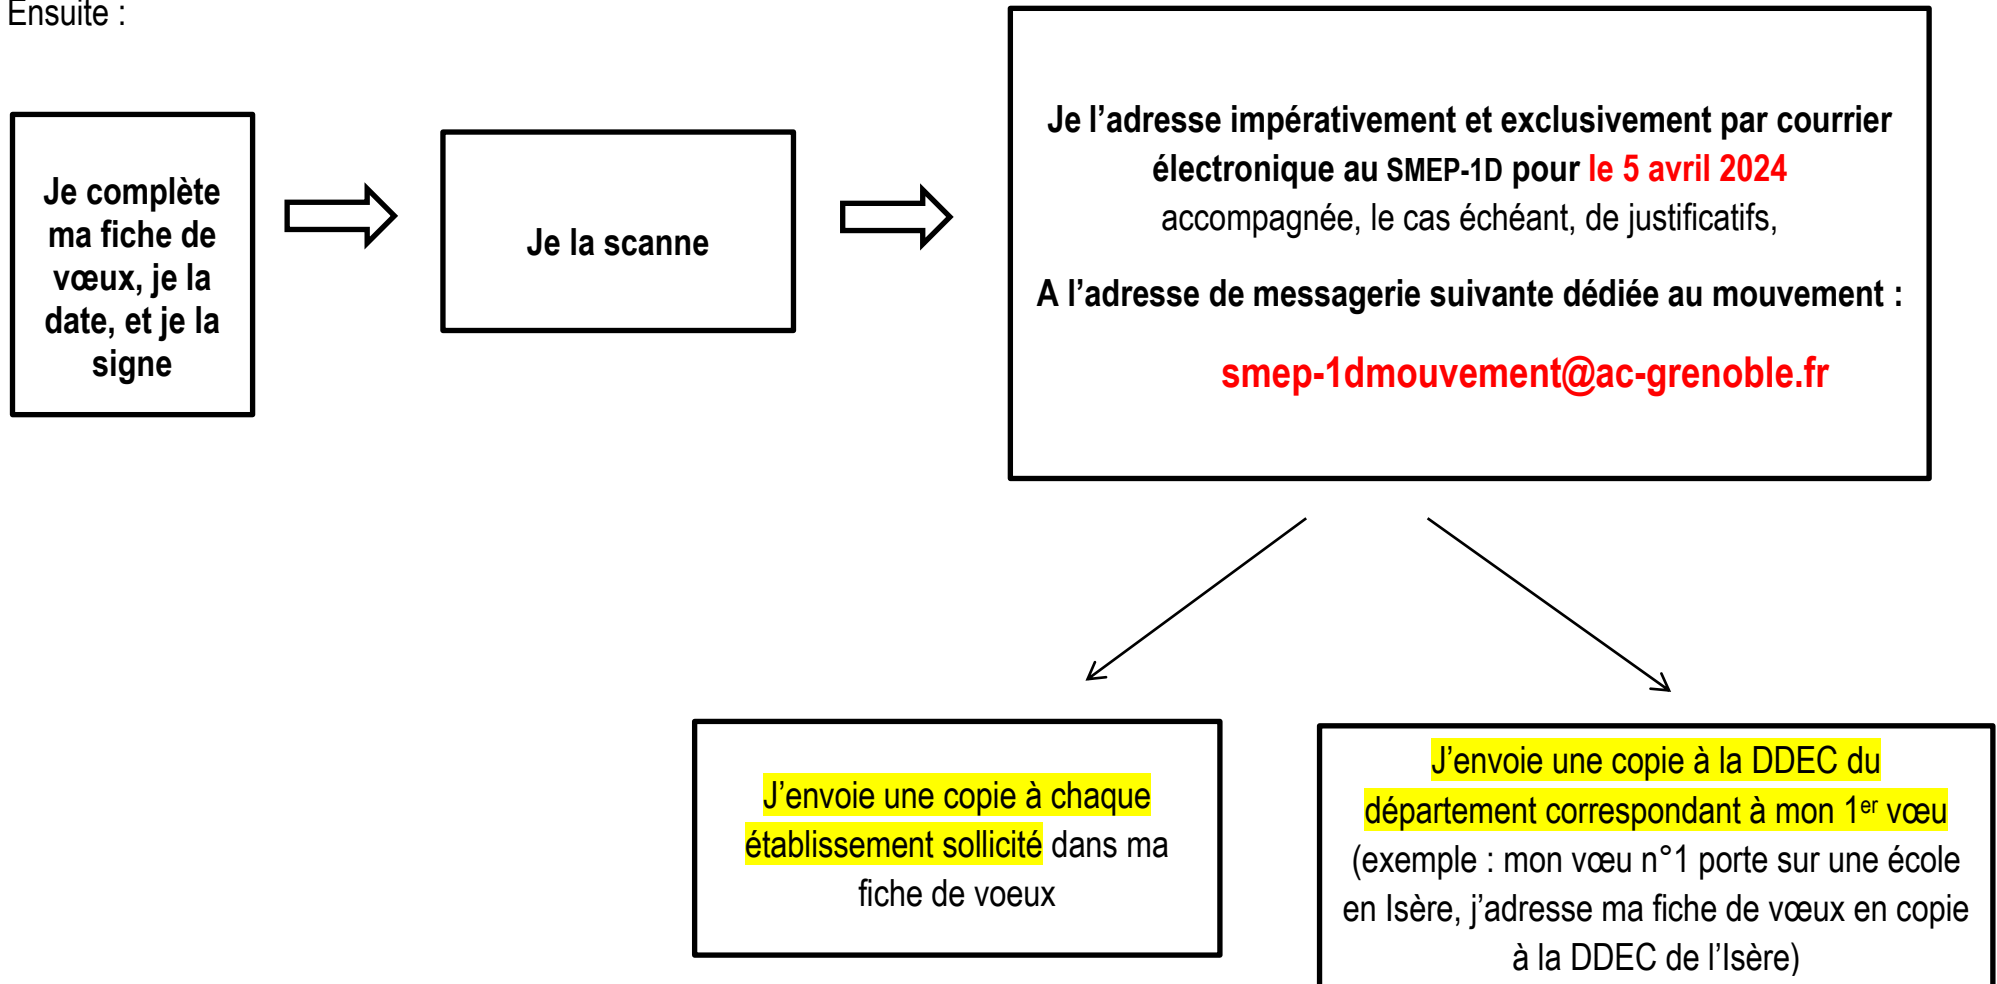 Ensuite :
Je complète
ma fiche de
vœux, je la
date, et je la
signe
Je la scanne
Je l’adresse impérativement et exclusivement par courrier
électronique au SMEP-1D pour le 5 avril 2024
accompagnée, le cas échéant, de justificatifs,
A l’adresse de messagerie suivante dédiée au mouvement :
smep-1dmouvement@ac-grenoble.fr
J’envoie une copie à chaque
établissement sollicité dans ma
fiche de voeux
J’envoie une copie à la DDEC du
département correspondant à mon 1er vœu
(exemple : mon vœu n°1 porte sur une école
en Isère, j’adresse ma fiche de vœux en copie
à la DDEC de l’Isère)